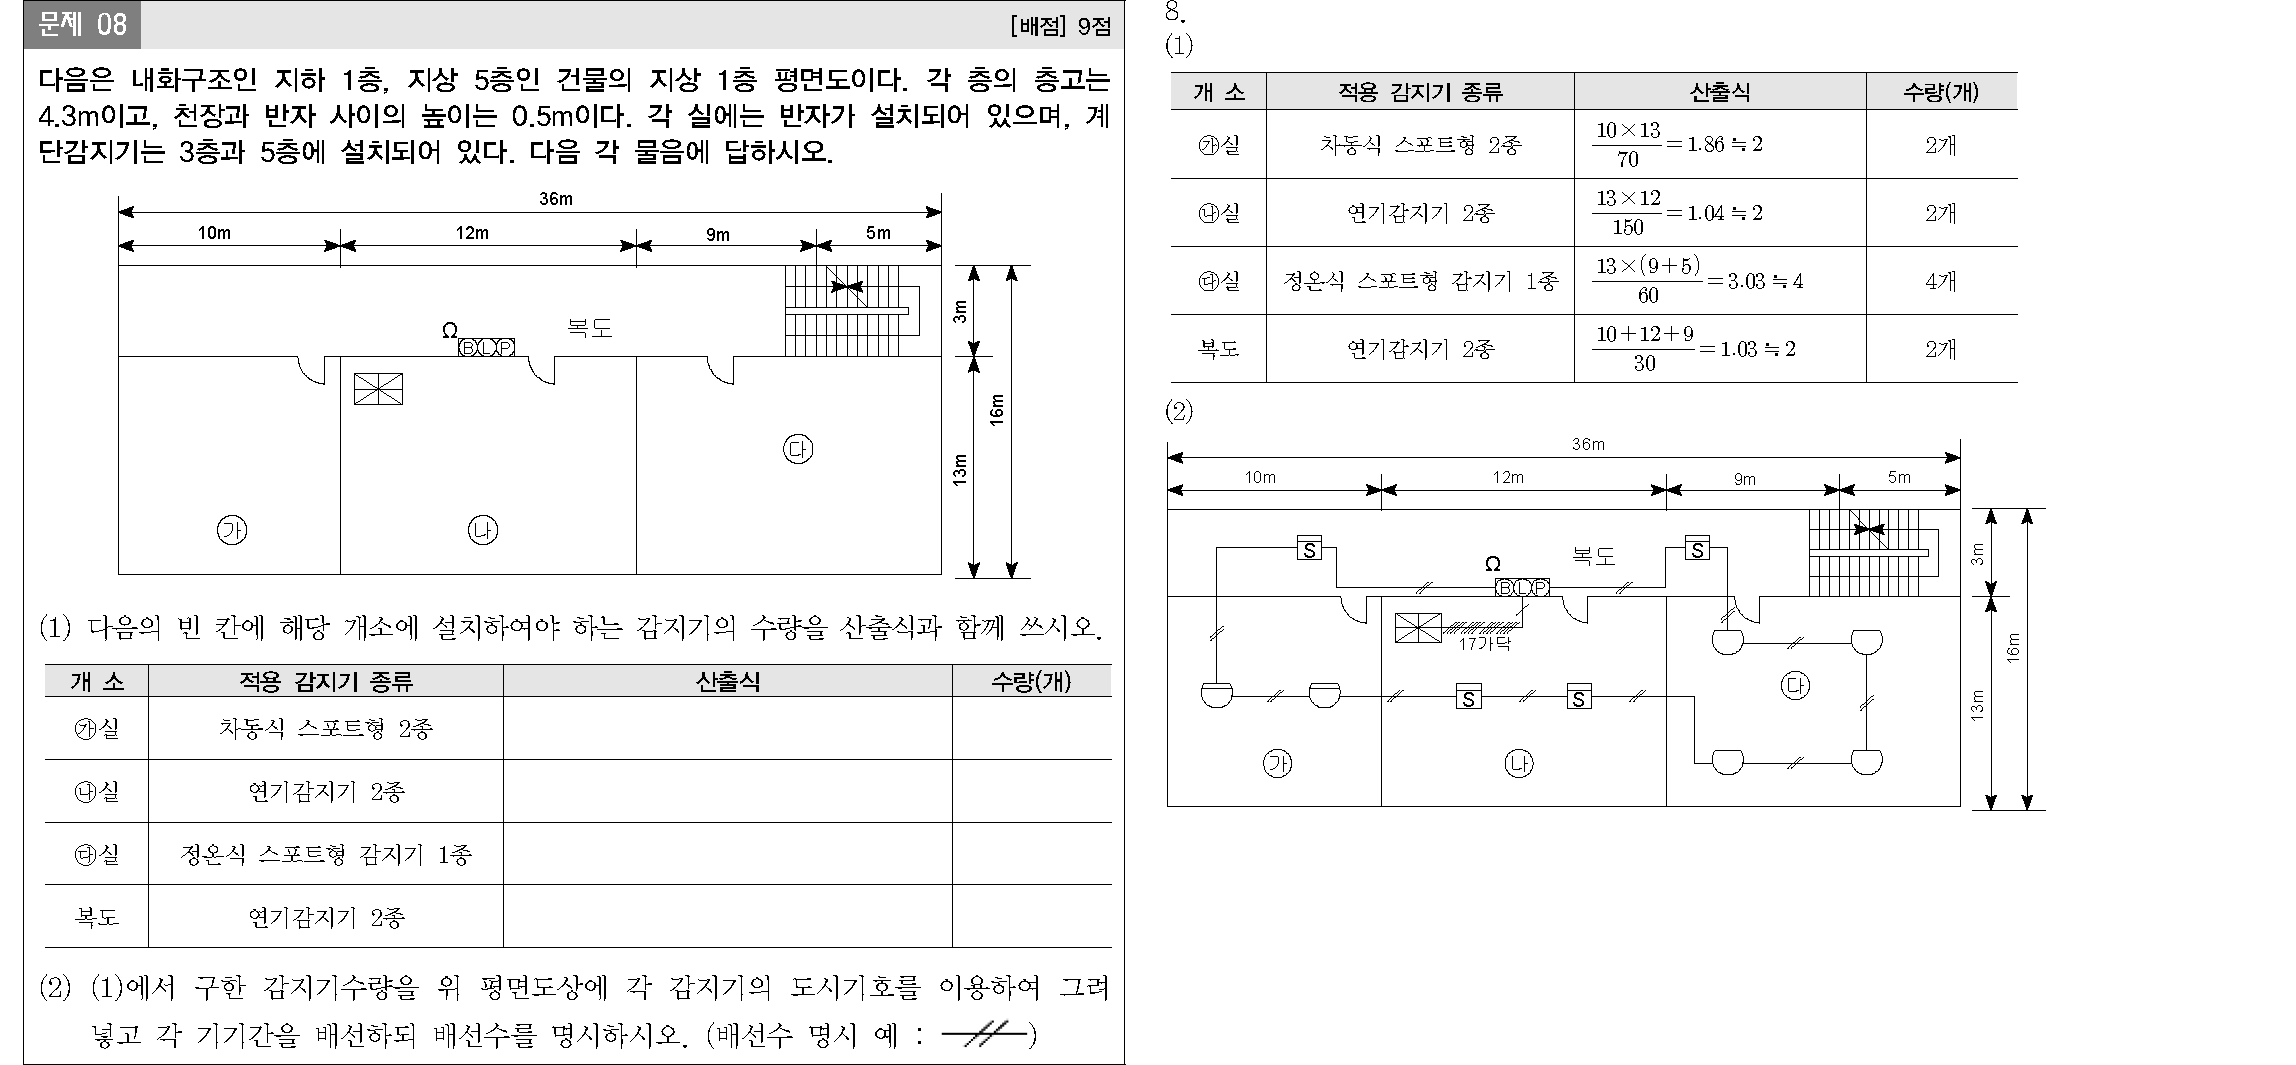 문제 08
[배점] 9점
다음은 내화구조인 지하 1층, 지상 5층인 건물의 지상 1층 평면도이다. 각 층의 층고는
4.3m이고, 천장과 반자 사이의 높이는 0.5m이다. 각 실에는 반자가 설치되어 있으며, 계
단감지기는 3층과 5층에 설치되어 있다. 다음 각 물음에 답하시오.
36m
10m 12m 9m 5m
Ω
복도
Ⓑ Ⓛ Ⓟ
3m
16m
13m
㉰
㉮ ㉯
(1) 다음의 빈 칸에 해당 개소에 설치하여야 하는 감지기의 수량을 산출식과 함께 쓰시오.
개 소 적용 감지기 종류 산출식 수량(개)
㉮실 차동식 스포트형 2종
㉯실 연기감지기 2종
㉰실 정온식 스포트형 감지기 1종
복도 연기감지기 2종
(2) (1)에서 구한 감지기수량을 위 평면도상에 각 감지기의 도시기호를 이용하여 그려
넣고 각 기기간을 배선하되 배선수를 명시하시오. (배선수 명시 예 : )
8.
(1)
개 소 적용 감지기 종류 산출식 수량(개)
㉮실 차동식 스포트형 2종 10×13/70=1.86≒2 2개
㉯실 연기감지기 2종 13×12/150=1.04≒2 2개
㉰실 정온식 스포트형 감지기 1종 13×(9+5)/60=3.03≒4 4개
복도 연기감지기 2종 10+12+9/30=1.03≒2 2개
(2)
36m
10m 12m 9m 5m
S S
Ω 복도
Ⓑ Ⓛ Ⓟ
3m
17가닥
16m
S S
㉰
13m
㉮ ㉯